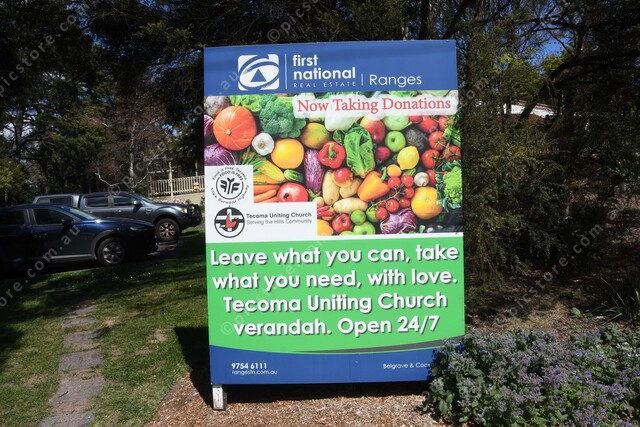 first
national
REAL ESTATE
Ranges
Now Taking Donations
Tecoma Uniting Church
Serving the Hills Community
Leave what you can, take
what you need, with love.
Tecoma Uniting Church
verandah. Open 24/7
9754 6111
rangesfn.com.au
Belgrave &